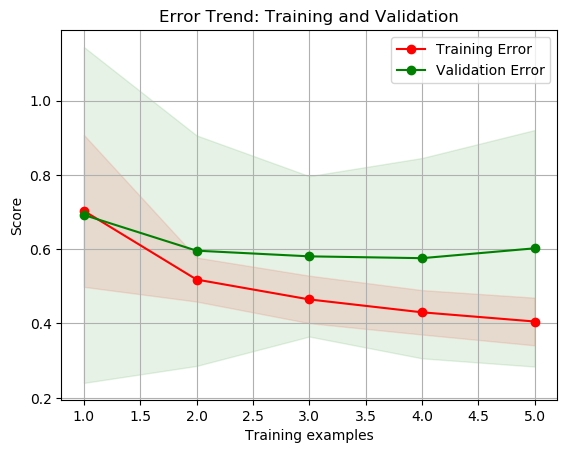 Error Trend: Training and Validation
Training Error
Validation Error
Score
1.0
0.8
0.6
0.4
0.2
1.0 1.5 2.0 2.5 3.0 3.5 4.0 4.5 5.0
Training examples